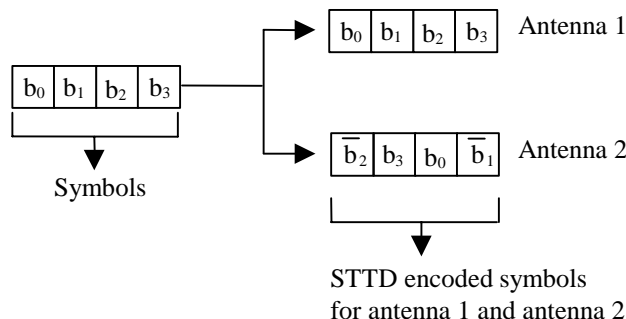 b₀ b₁ b₂ b₃ Antenna 1
b₀ b₁ b₂ b₃
b̅₂ b₃ b₀ b̅₁ Antenna 2
Symbols
STTD encoded symbols
for antenna 1 and antenna 2